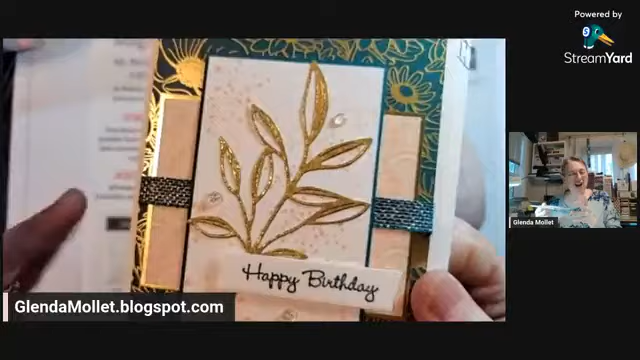 Powered by
StreamYard
Happy Birthday
Glenda Mollet
GlendaMollet.blogspot.com